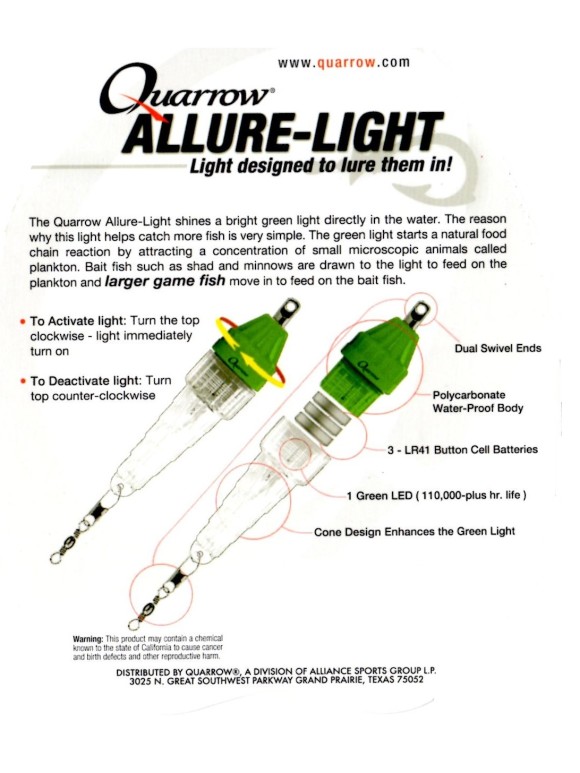 www.quarrow.com
Quarrow®
ALLURE-LIGHT
Light designed to lure them in!
The Quarrow Allure-Light shines a bright green light directly in the water. The reason
why this light helps catch more fish is very simple. The green light starts a natural food
chain reaction by attracting a concentration of small microscopic animals called
plankton. Bait fish such as shad and minnows are drawn to the light to feed on the
plankton and larger game fish move in to feed on the bait fish.
• To Activate light: Turn the top
clockwise - light immediately
turn on
• To Deactivate light: Turn
top counter-clockwise
Quarrow
Quarrow
Dual Swivel Ends
Polycarbonate
Water-Proof Body
3 - LR41 Button Cell Batteries
1 Green LED ( 110,000-plus hr. life )
Cone Design Enhances the Green Light
Warning: This product may contain a chemical
known to the state of California to cause cancer
and birth defects and other reproductive harm.
DISTRIBUTED BY QUARROW®, A DIVISION OF ALLIANCE SPORTS GROUP L.P.
3025 N. GREAT SOUTHWEST PARKWAY GRAND PRAIRIE, TEXAS 75052